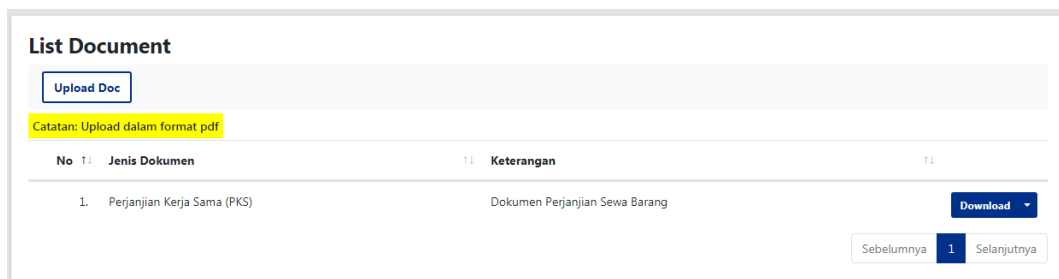 List Document
Upload Doc
Catatan: Upload dalam format pdf
No Jenis Dokumen Keterangan
1. Perjanjian Kerja Sama (PKS) Dokumen Perjanjian Sewa Barang Download
Sebelumnya 1 Selanjutnya